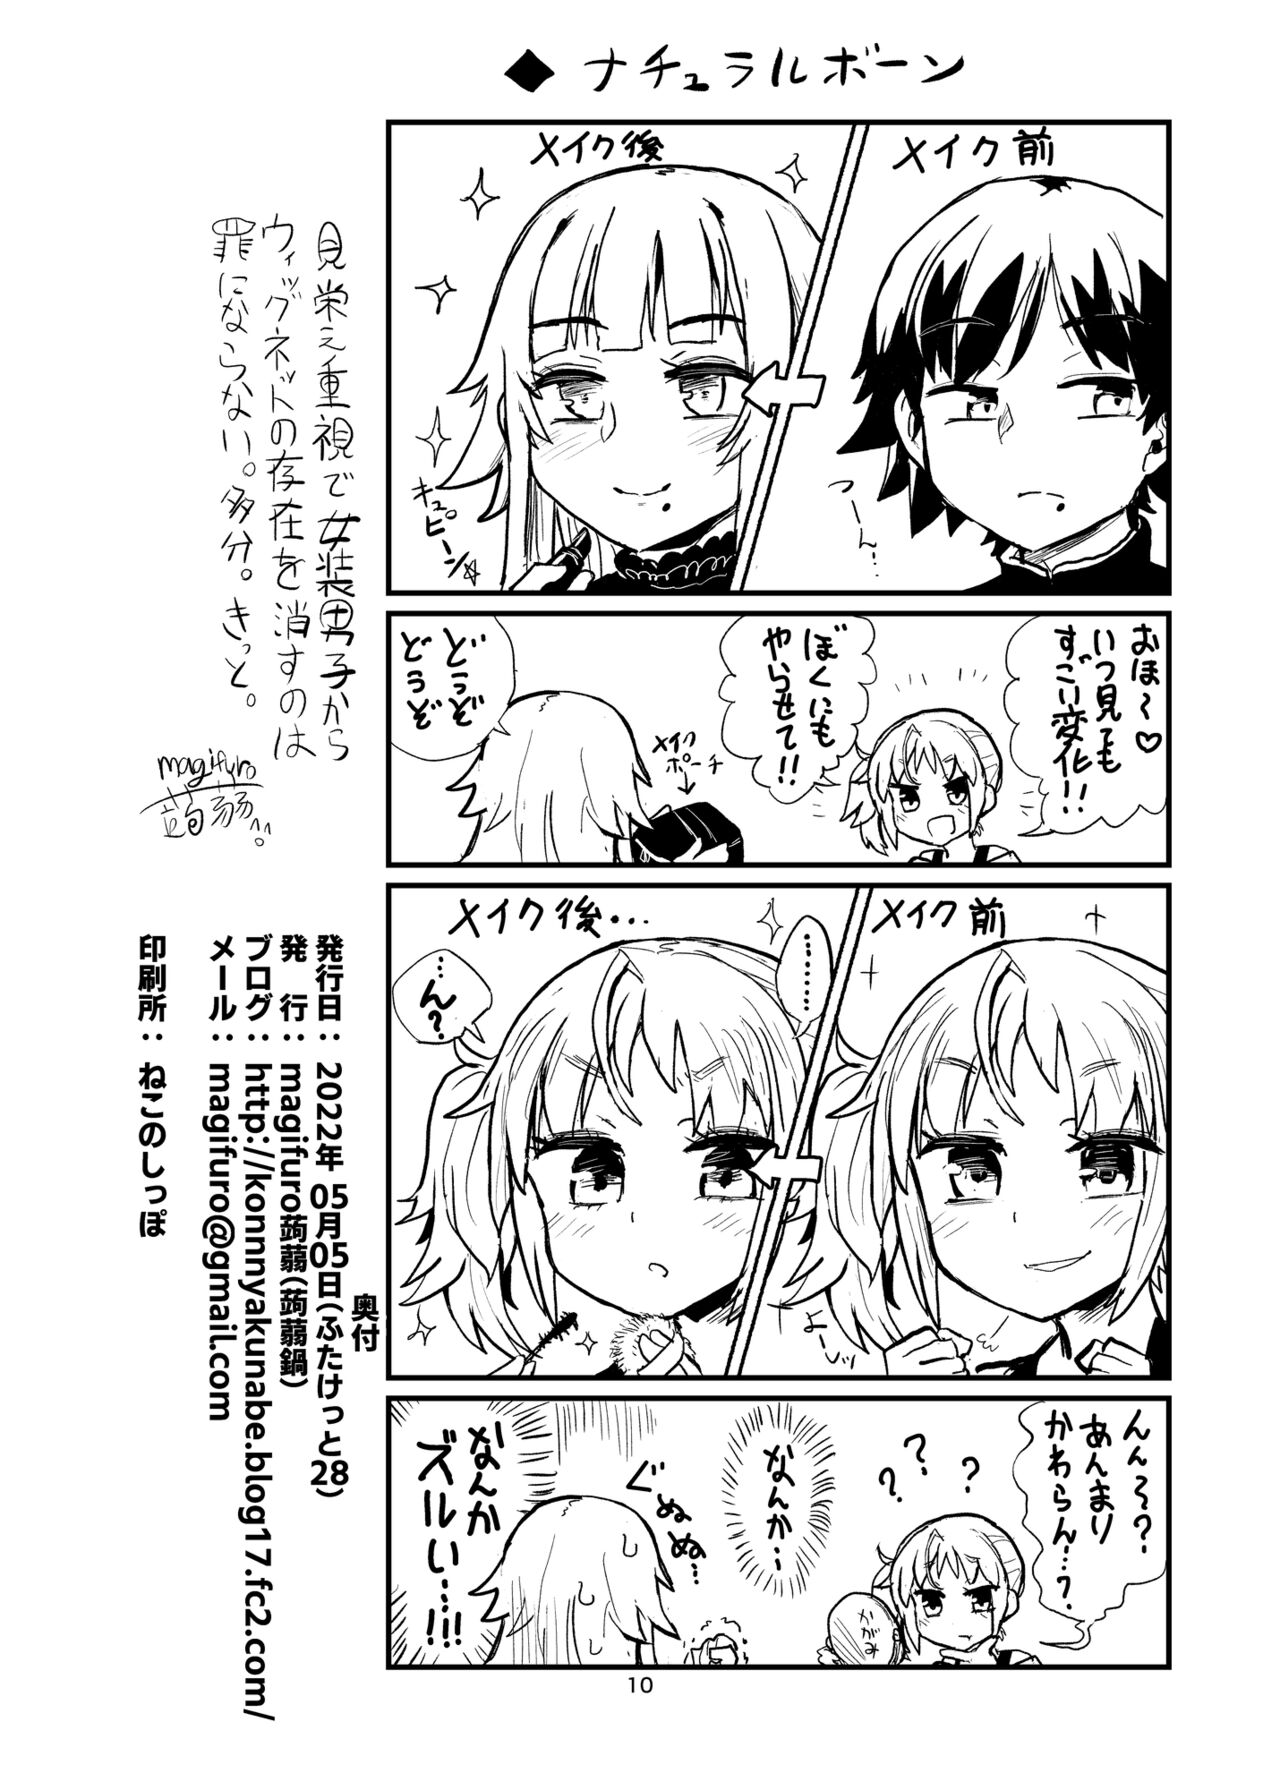 ◆ナチュラルボーン
メイク前
つーん…
メイク後
キュピーン☆
おほ〜♡
いつ見ても
すごい変化!!
ぼくにも
やらせて!!
メイク
ポーチ
どうぞ
どうぞ
メイク前
よーしッ
メイク後…
………
…ん?
んん〜?
あんまり
かわらん…?
? ? ? ?
かがみ
なんか…
ぐぬぬぬ…
なんか
ズルい…!!!
見栄え重視で女装男子から
ウィッグネットの存在を消すのは
罪にならない。多分。きっと。
magifuro
蒟蒻
奥付
発行日： 2022年 05月05日(ふたけっと28)
発　行： magifuro蒟蒻(蒟蒻鍋)
ブログ： http://konnnyakunabe.blog17.fc2.com/
メール： magifuro@gmail.com
印刷所： ねこのしっぽ
10